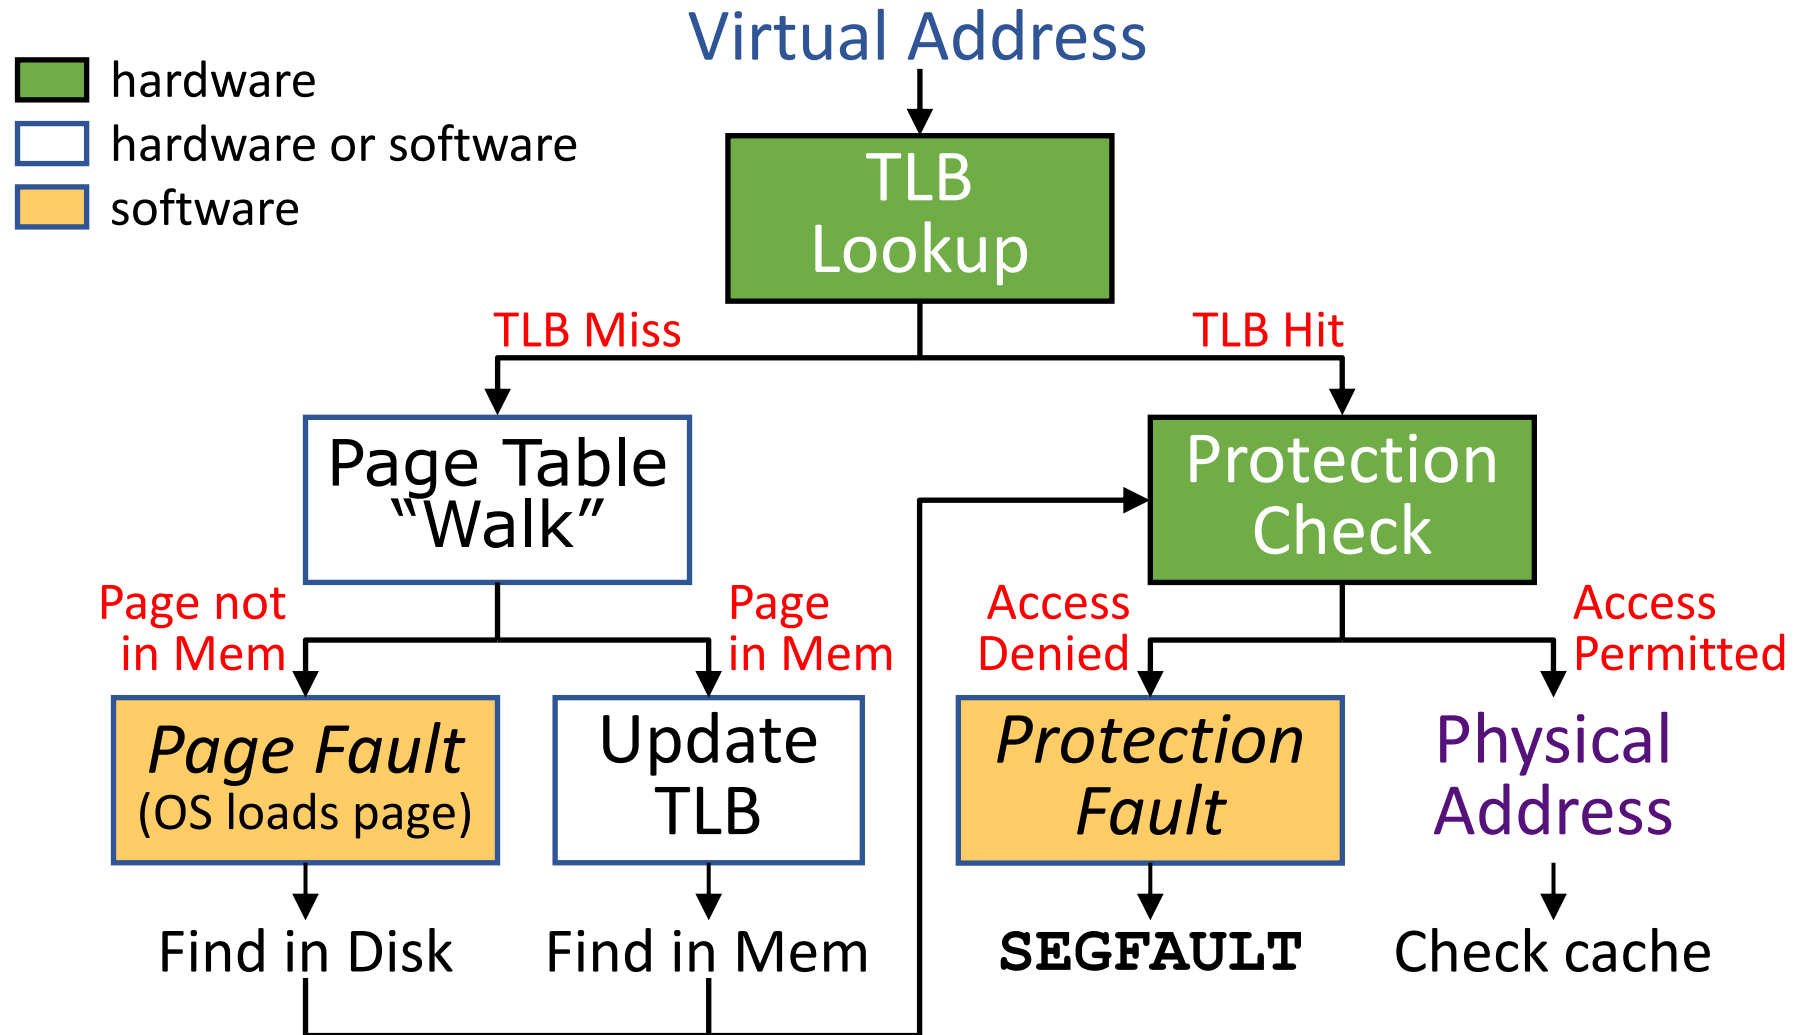 Virtual Address
hardware
hardware or software
software
TLB
Lookup
TLB Miss
TLB Hit
Page Table
“Walk”
Protection
Check
Page not
in Mem
Page
in Mem
Access
Denied
Access
Permitted
Page Fault
(OS loads page)
Update
TLB
Protection
Fault
Physical
Address
Find in Disk
Find in Mem
SEGFAULT
Check cache